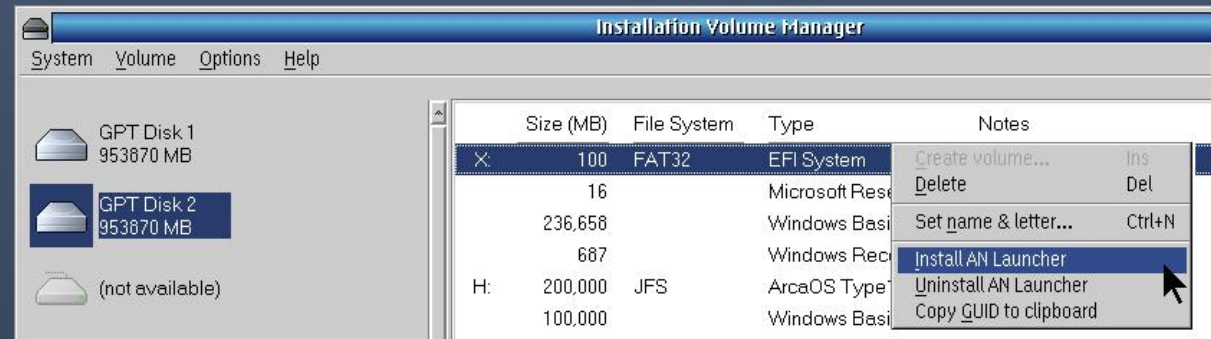 Installation Volume Manager
System Volume Options Help
GPT Disk 1
953870 MB
GPT Disk 2
953870 MB
(not available)
Size (MB) File System Type Notes
X: 100 FAT32 EFI System
16 Microsoft Rese
236,658 Windows Basi
687 Windows Reco
H: 200,000 JFS ArcaOS Type
100,000 Windows Basi
Create volume... Ins
Delete Del
Set name & letter... Ctrl+N
Install AN Launcher
Uninstall AN Launcher
Copy GUID to clipboard